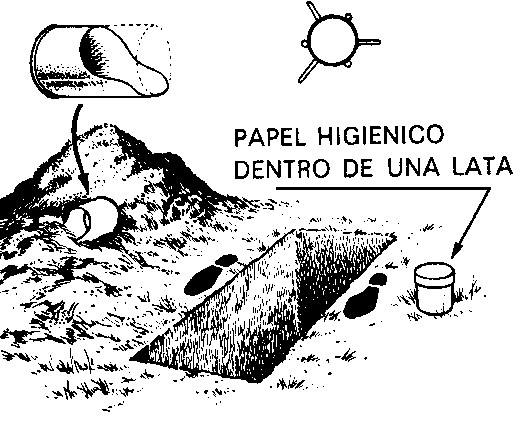 PAPEL HIGIENICO
DENTRO DE UNA LATA